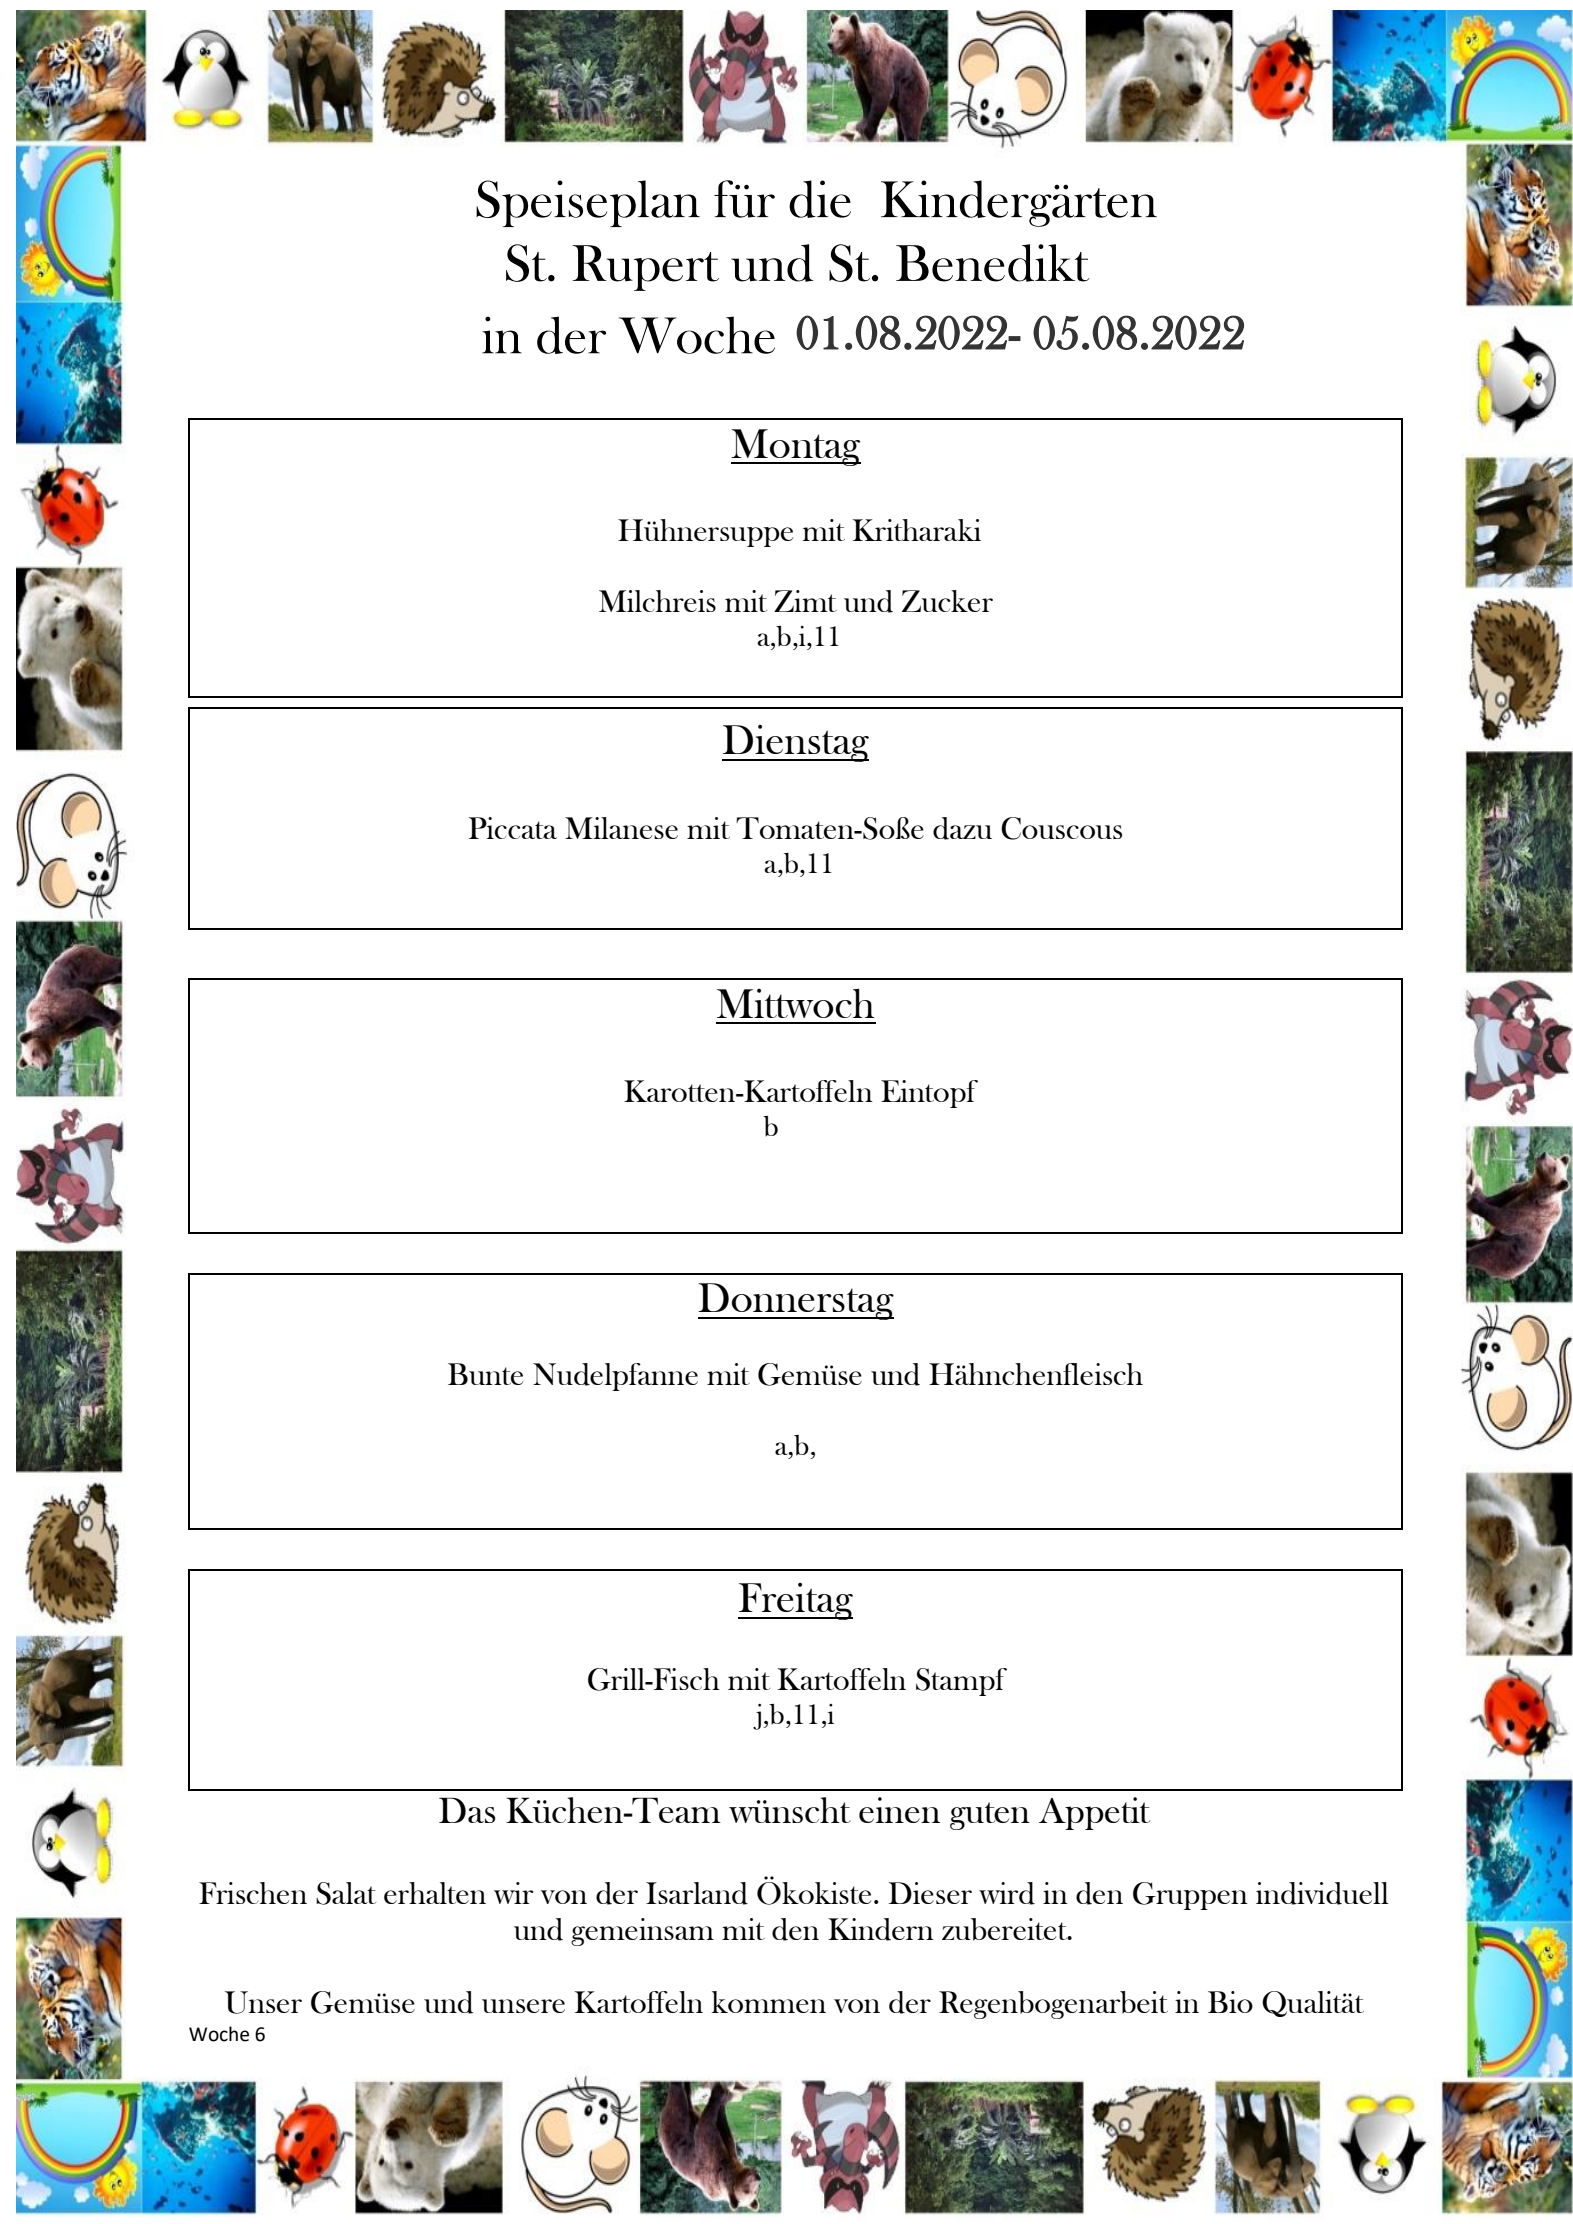 Speiseplan für die Kindergärten
St. Rupert und St. Benedikt
in der Woche 01.08.2022- 05.08.2022
Montag
Hühnersuppe mit Kritharaki
Milchreis mit Zimt und Zucker
a,b,i,11
Dienstag
Piccata Milanese mit Tomaten-Soße dazu Couscous
a,b,11
Mittwoch
Karotten-Kartoffeln Eintopf
b
Donnerstag
Bunte Nudelpfanne mit Gemüse und Hähnchenfleisch
a,b,
Freitag
Grill-Fisch mit Kartoffeln Stampf
j,b,11,i
Das Küchen-Team wünscht einen guten Appetit
Frischen Salat erhalten wir von der Isarland Ökokiste. Dieser wird in den Gruppen individuell
und gemeinsam mit den Kindern zubereitet.
Unser Gemüse und unsere Kartoffeln kommen von der Regenbogenarbeit in Bio Qualität
Woche 6